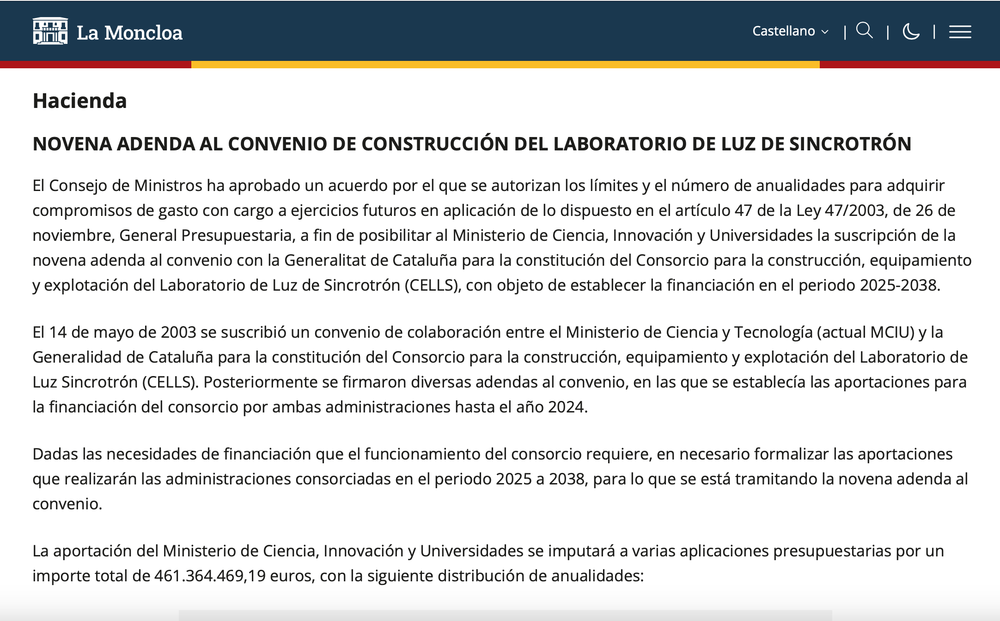 La Moncloa
Castellano
Hacienda
NOVENA ADENDA AL CONVENIO DE CONSTRUCCIÓN DEL LABORATORIO DE LUZ DE SINCROTRÓN
El Consejo de Ministros ha aprobado un acuerdo por el que se autorizan los límites y el número de anualidades para adquirir
compromisos de gasto con cargo a ejercicios futuros en aplicación de lo dispuesto en el artículo 47 de la Ley 47/2003, de 26 de
noviembre, General Presupuestaria, a fin de posibilitar al Ministerio de Ciencia, Innovación y Universidades la suscripción de la
novena adenda al convenio con la Generalitat de Cataluña para la constitución del Consorcio para la construcción, equipamiento
y explotación del Laboratorio de Luz de Sincrotrón (CELLS), con objeto de establecer la financiación en el periodo 2025-2038.
El 14 de mayo de 2003 se suscribió un convenio de colaboración entre el Ministerio de Ciencia y Tecnología (actual MCIU) y la
Generalidad de Cataluña para la constitución del Consorcio para la construcción, equipamiento y explotación del Laboratorio de
Luz Sincrotrón (CELLS). Posteriormente se firmaron diversas adendas al convenio, en las que se establecía las aportaciones para
la financiación del consorcio por ambas administraciones hasta el año 2024.
Dadas las necesidades de financiación que el funcionamiento del consorcio requiere, en necesario formalizar las aportaciones
que realizarán las administraciones consorciadas en el periodo 2025 a 2038, para lo que se está tramitando la novena adenda al
convenio.
La aportación del Ministerio de Ciencia, Innovación y Universidades se imputará a varias aplicaciones presupuestarias por un
importe total de 461.364.469,19 euros, con la siguiente distribución de anualidades: